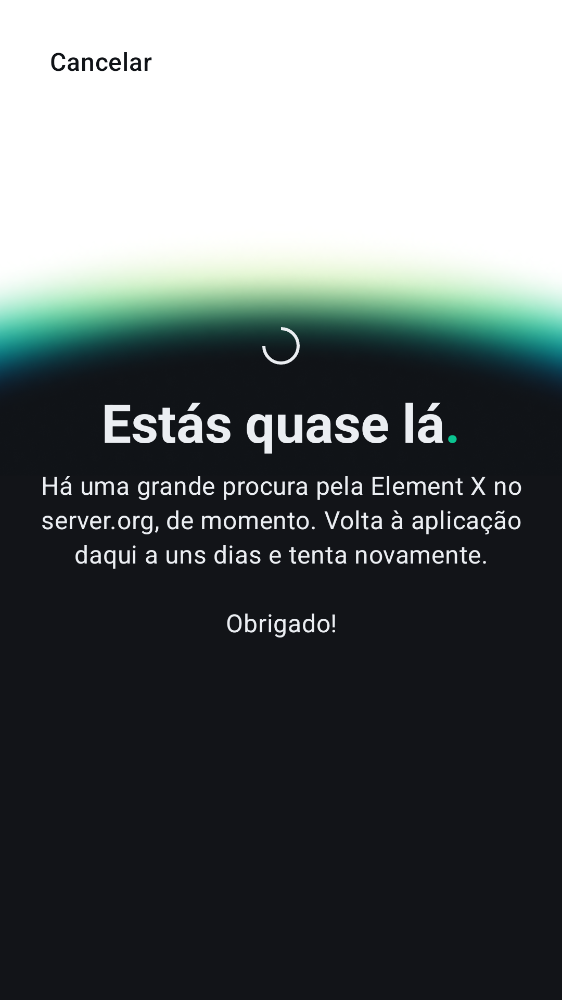 Cancelar
Estás quase lá.
Há uma grande procura pela Element X no
server.org, de momento. Volta à aplicação
daqui a uns dias e tenta novamente.
Obrigado!